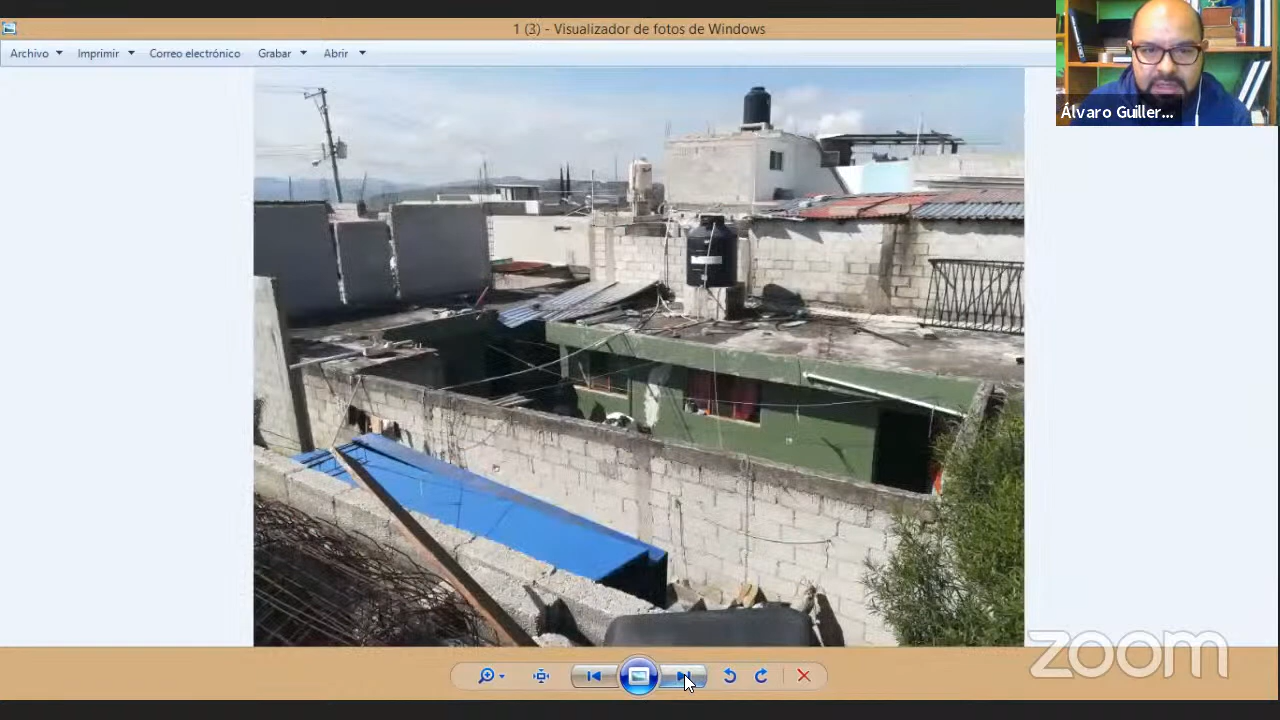 1 (3) - Visualizador de fotos de Windows
Archivo Imprimir Correo electrónico Grabar Abrir
Álvaro Guiller...
zoom